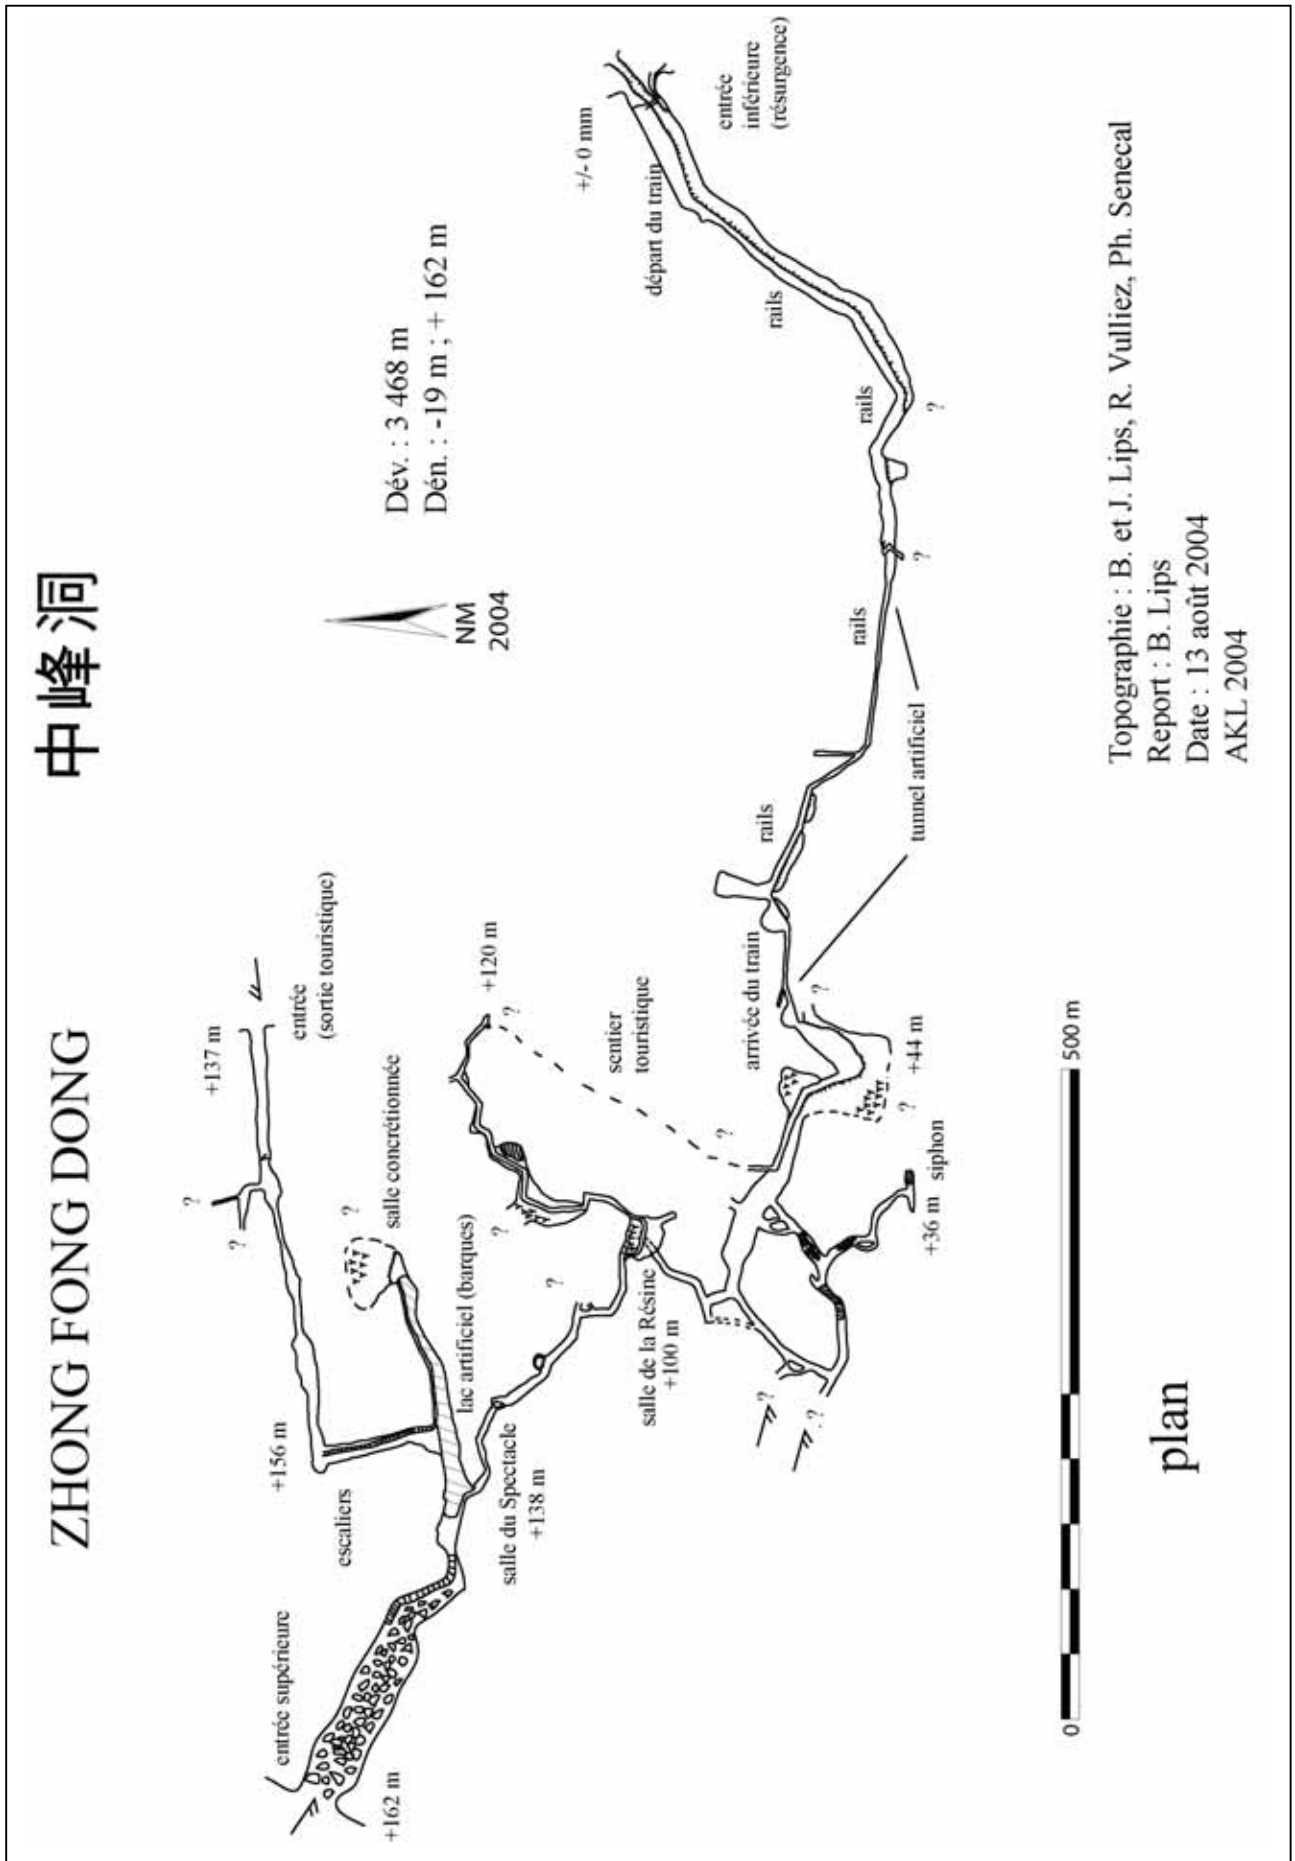 ZHONG FONG DONG
中峰洞
entrée supérieure
+162 m
escaliers
+156 m
+137 m
?
?
entrée
(sortie touristique)
salle concrétionnée
?
lac artificiel (barques)
salle du Spectacle
+138 m
?
?
+120 m
?
sentier
touristique
?
salle de la Résine
+100 m
?
?
+36 m
siphon
+44 m
?
?
arrivée du train
tunnel artificiel
rails
rails
?
rails
?
rails
départ du train
+/- 0 mm
entrée
inférieure
(résurgence)
Dév. : 3 468 m
Dén. : -19 m ; + 162 m
NM
2004
0
500 m
plan
Topographie : B. et J. Lips, R. Vulliez, Ph. Senecal
Report : B. Lips
Date : 13 août 2004
AKL 2004